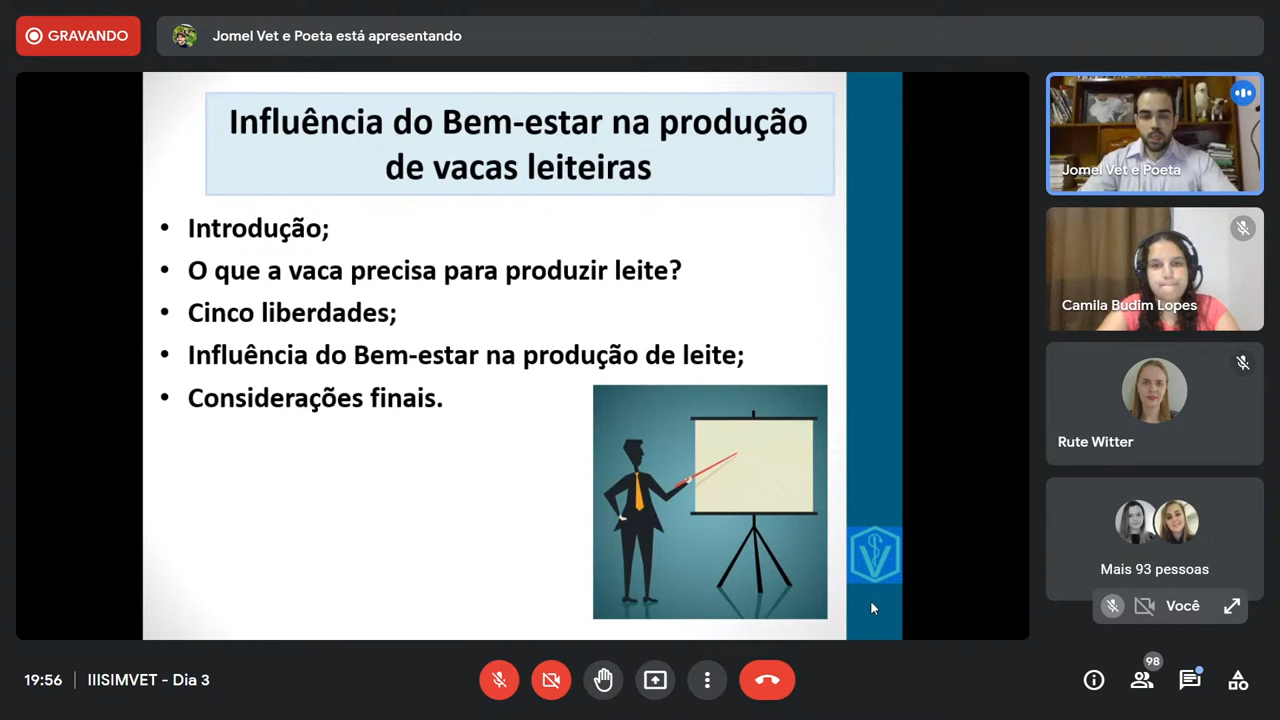 GRAVANDO
Jomel Vet e Poeta está apresentando
Influência do Bem-estar na produção
de vacas leiteiras
• Introdução;
• O que a vaca precisa para produzir leite?
• Cinco liberdades;
• Influência do Bem-estar na produção de leite;
• Considerações finais.
V
Jomel Vet e Poeta
Camila Budim Lopes
Rute Witter
Mais 93 pessoas
Você
19:56 | IIISIMVET - Dia 3
98